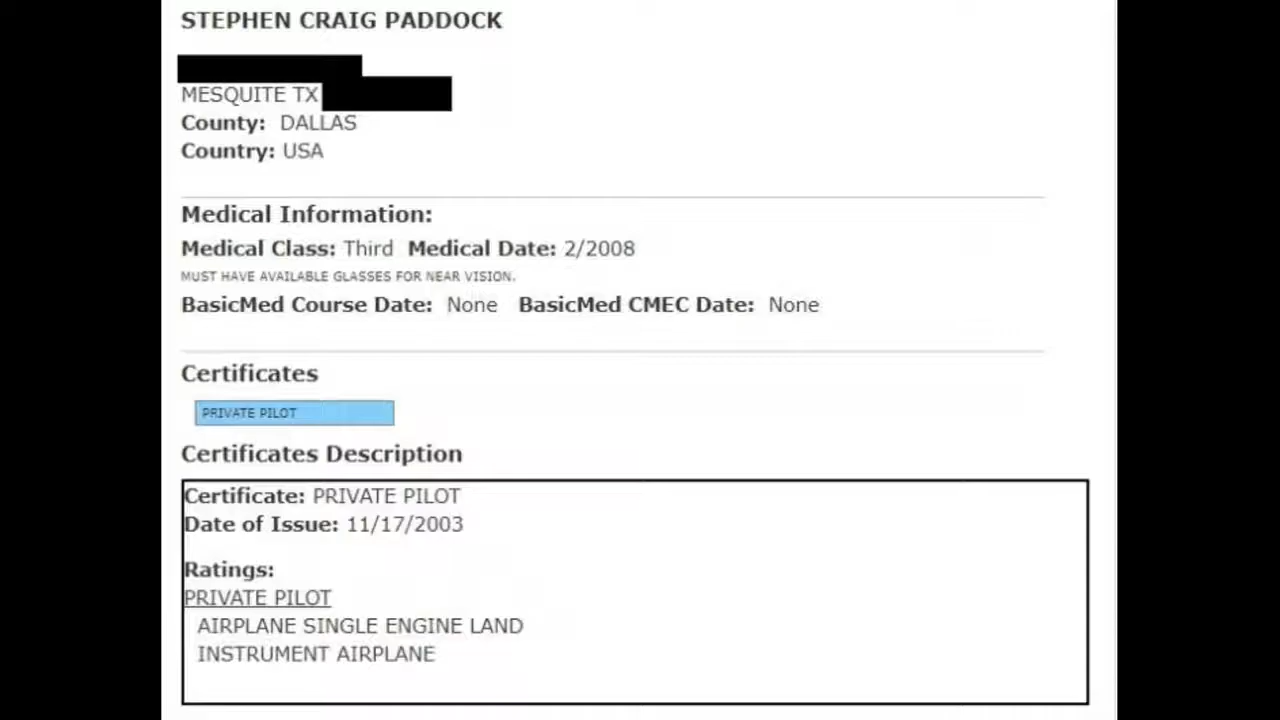 STEPHEN CRAIG PADDOCK
MESQUITE TX
County: DALLAS
Country: USA
Medical Information:
Medical Class: Third Medical Date: 2/2008
MUST HAVE AVAILABLE GLASSES FOR NEAR VISION.
BasicMed Course Date: None BasicMed CMEC Date: None
Certificates
PRIVATE PILOT
Certificates Description
Certificate: PRIVATE PILOT
Date of Issue: 11/17/2003
Ratings:
PRIVATE PILOT
AIRPLANE SINGLE ENGINE LAND
INSTRUMENT AIRPLANE